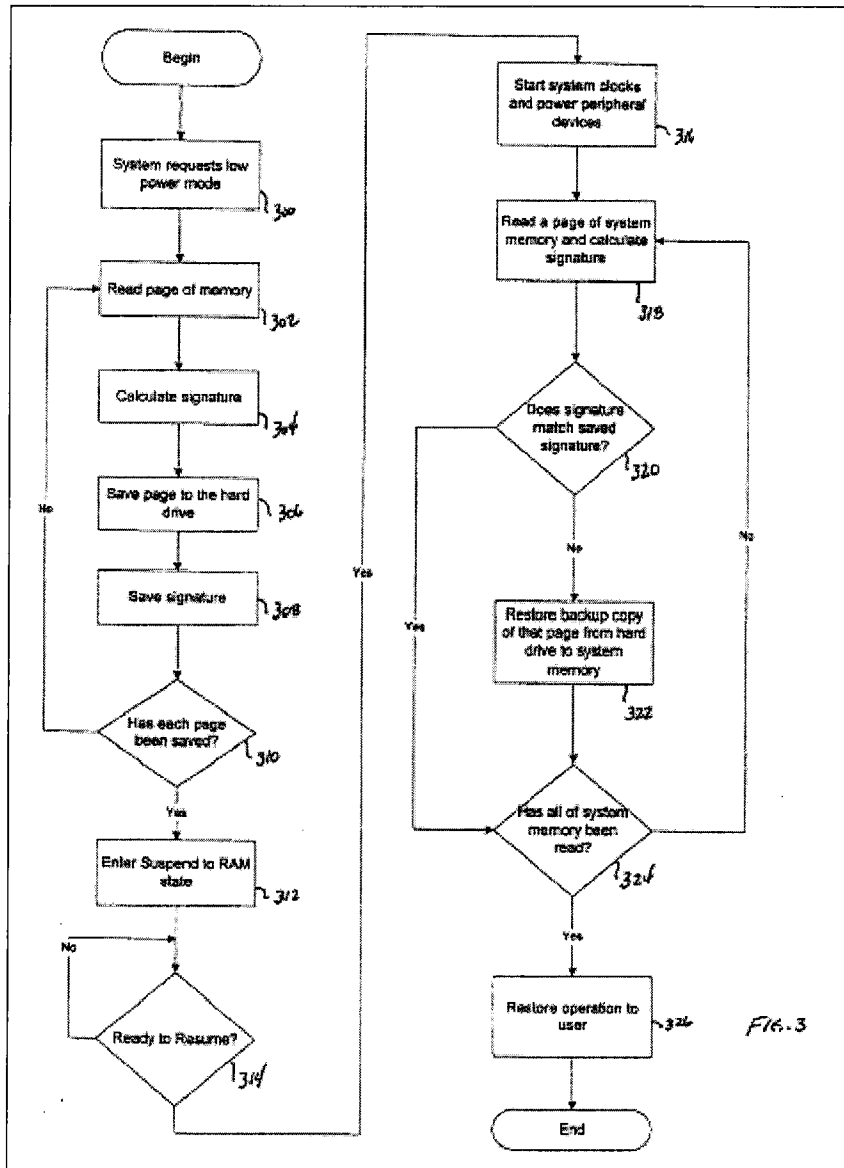 Begin
System requests low
power mode
300
Read page of memory
302
Calculate signature
304
Save page to the hard
drive
306
Save signature
308
No
Has each page
been saved?
310
Yes
Enter Suspend to RAM
state
312
No
Ready to Resume?
314
Yes
Start system clocks
and power peripheral
devices
316
Read a page of system
memory and calculate
signature
318
Does signature
match saved
signature?
320
No
Yes
No
Restore backup copy
of that page from hard
drive to system
memory
322
Has all of system
memory been
read?
324
Yes
Restore operation to
user
326
End
FIG. 3